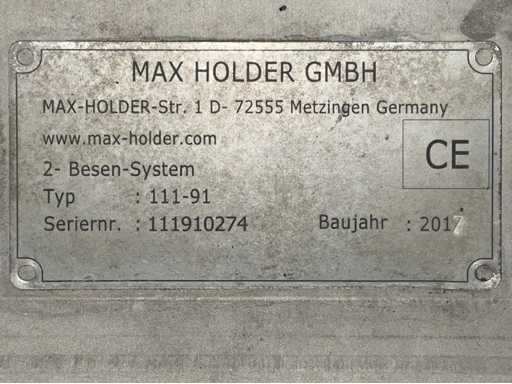 MAX HOLDER GMBH
MAX-HOLDER-Str. 1 D- 72555 Metzingen Germany
www.max-holder.com
CE
2- Besen-System
Typ : 111-91
Seriernr. : 111910274 Baujahr : 2017